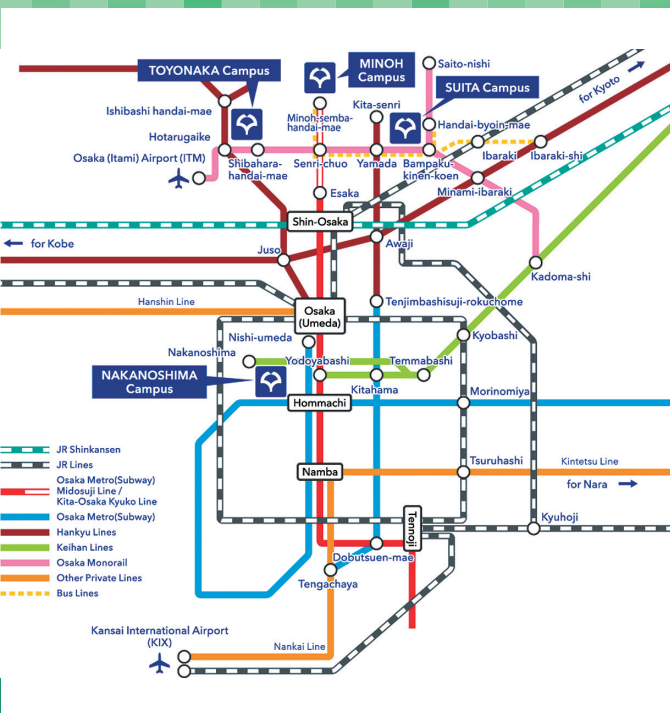 TOYONAKA Campus
MINOH
Campus
Saito-nishi
SUITA Campus
for Kyoto
Ishibashi handai-mae
Minoh-semba-
handai-mae
Kita-senri
Handai-byoin-mae
Hotarugaike
Osaka (Itami) Airport (ITM)
Shibahara-
handai-mae
Senri-chuo
Yamada
Bampaku-
kinen-koen
Ibaraki
Ibaraki-shi
Minami-ibaraki
Esaka
Shin-Osaka
for Kobe
Juso
Awaji
Kadoma-shi
Hanshin Line
Osaka
(Umeda)
Tenjimbashisuji-rokuchome
Nishi-umeda
Kyobashi
Nakanoshima
Yodoyabashi
Temmabashi
NAKANOSHIMA
Campus
Kitahama
Hommachi
Morinomiya
JR Shinkansen
JR Lines
Osaka Metro(Subway)
Midosuji Line /
Kita-Osaka Kyuko Line
Osaka Metro(Subway)
Hankyu Lines
Keihan Lines
Osaka Monorail
Other Private Lines
Bus Lines
Namba
Tsuruhashi
Kintetsu Line
for Nara
Tennoji
Kyuhoji
Dobutsuen-mae
Tengachaya
Kansai International Airport
(KIX)
Nankai Line